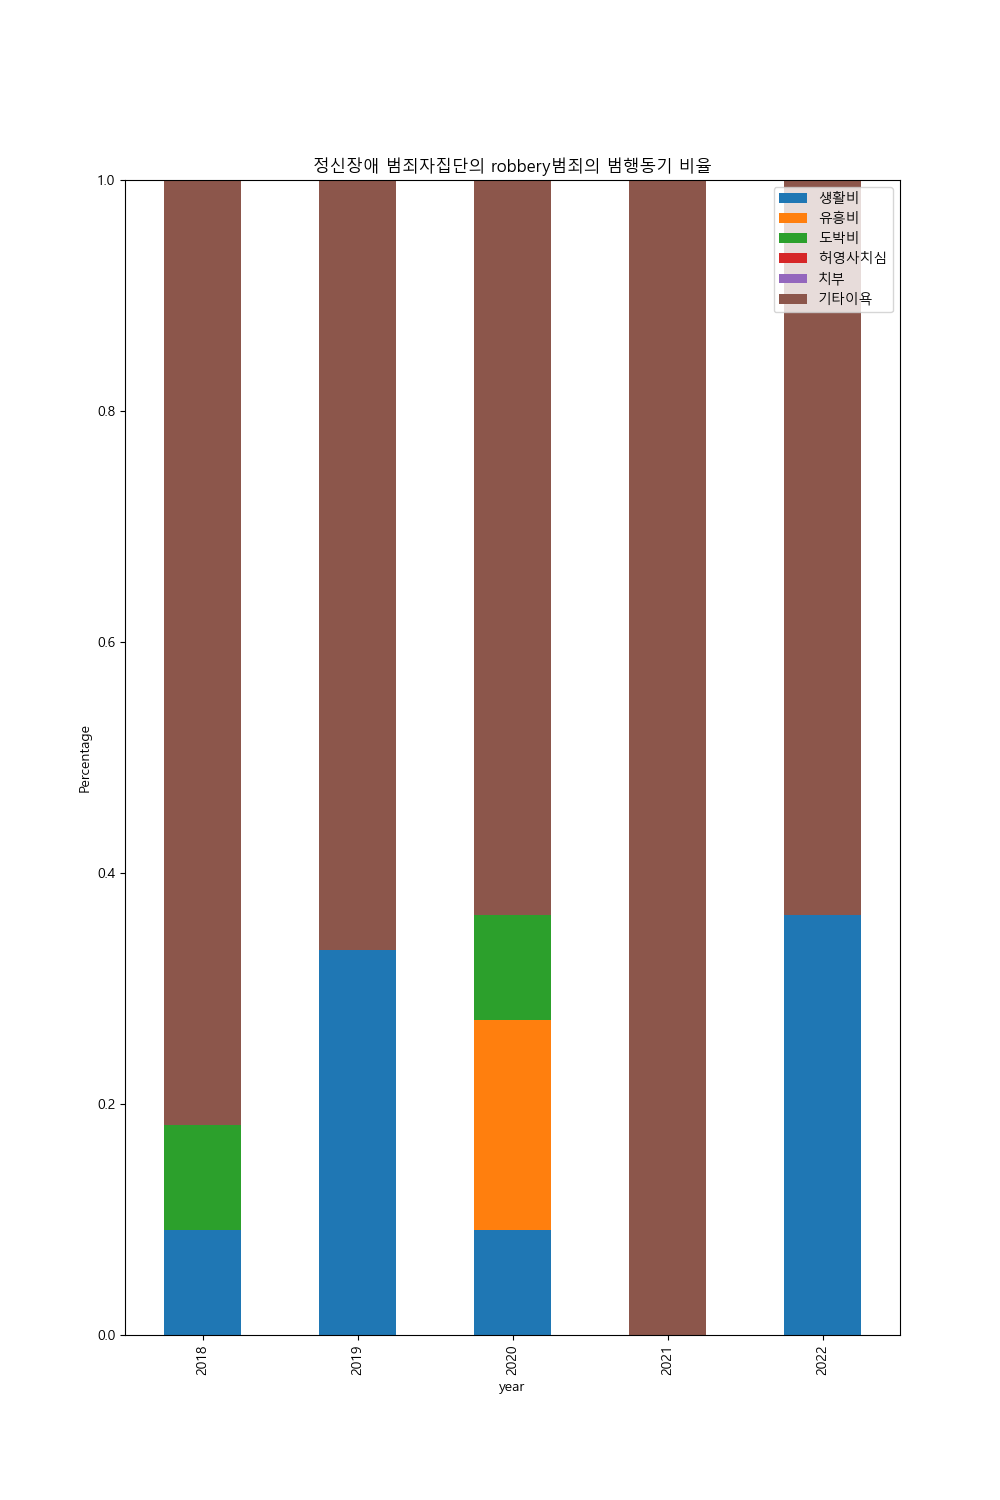 정신장애 범죄자집단의 robbery범죄의 범행동기 비율
생활비
유흥비
도박비
허영사치심
치부
기타이욕
1.0
0.8
0.6
0.4
0.2
0.0
Percentage
2018
2019
2020
2021
2022
year